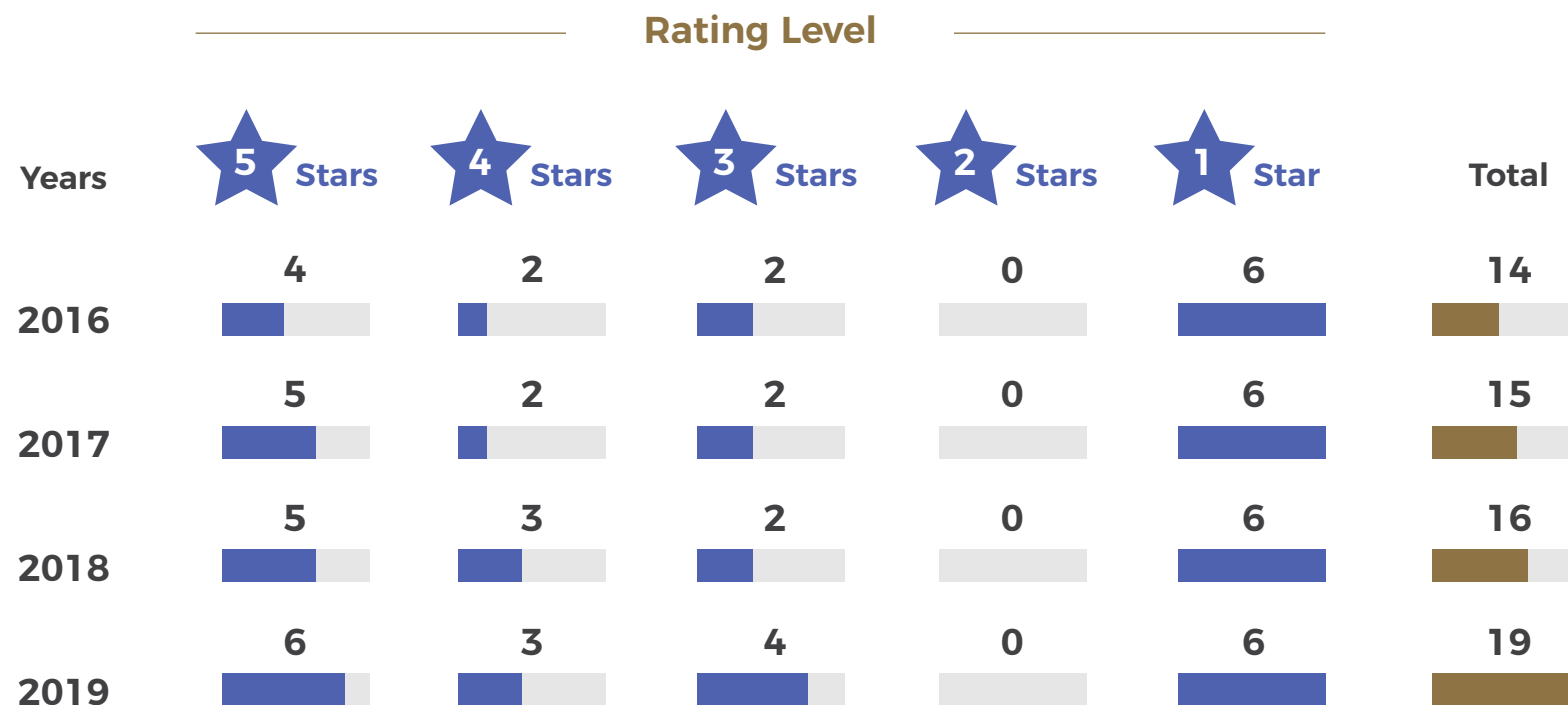 Rating Level
Years 5 Stars 4 Stars 3 Stars 2 Stars 1 Star Total
4 2 2 0 6 14
2016
5 2 2 0 6 15
2017
5 3 2 0 6 16
2018
6 3 4 0 6 19
2019